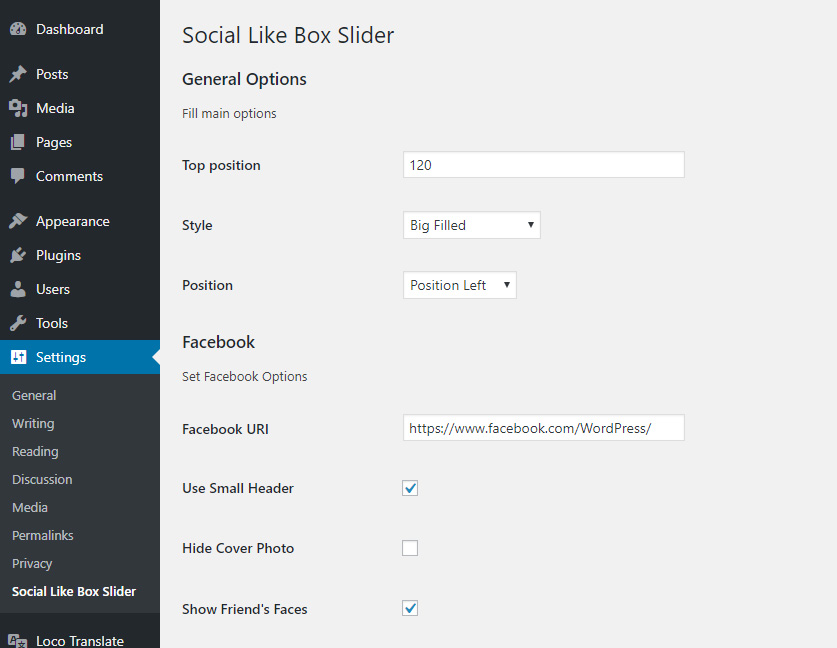 Dashboard
Posts
Media
Pages
Comments
Appearance
Plugins
Users
Tools
Settings
General
Writing
Reading
Discussion
Media
Permalinks
Privacy
Social Like Box Slider
Loco Translate
Social Like Box Slider
General Options
Fill main options
Top position 120
Style Big Filled
Position Position Left
Facebook
Set Facebook Options
Facebook URI https://www.facebook.com/WordPress/
Use Small Header
Hide Cover Photo
Show Friend's Faces